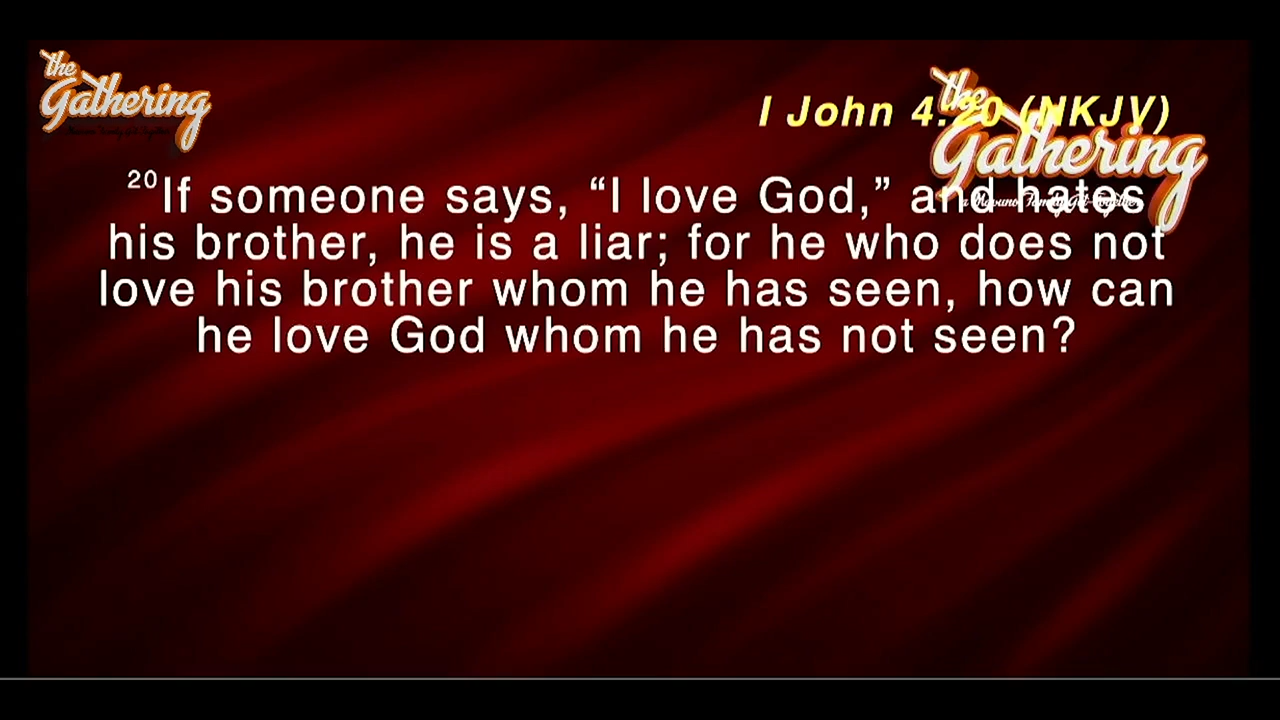 the
Gathering
the
Gathering
I John 4:20 (NKJV)
20If someone says, “I love God,” and hates
his brother, he is a liar; for he who does not
love his brother whom he has seen, how can
he love God whom he has not seen?